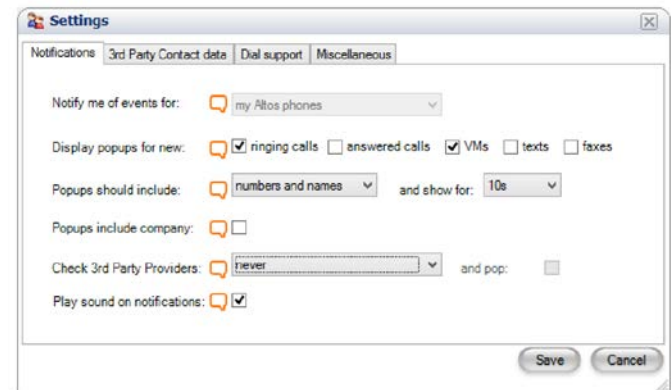 Settings
Notifications 3rd Party Contact data Dial support Miscellaneous
Notify me of events for: my Altos phones
Display popups for new: ringing calls answered calls VMs texts faxes
Popups should include: numbers and names and show for: 10s
Popups include company:
Check 3rd Party Providers: never and pop:
Play sound on notifications:
Save Cancel